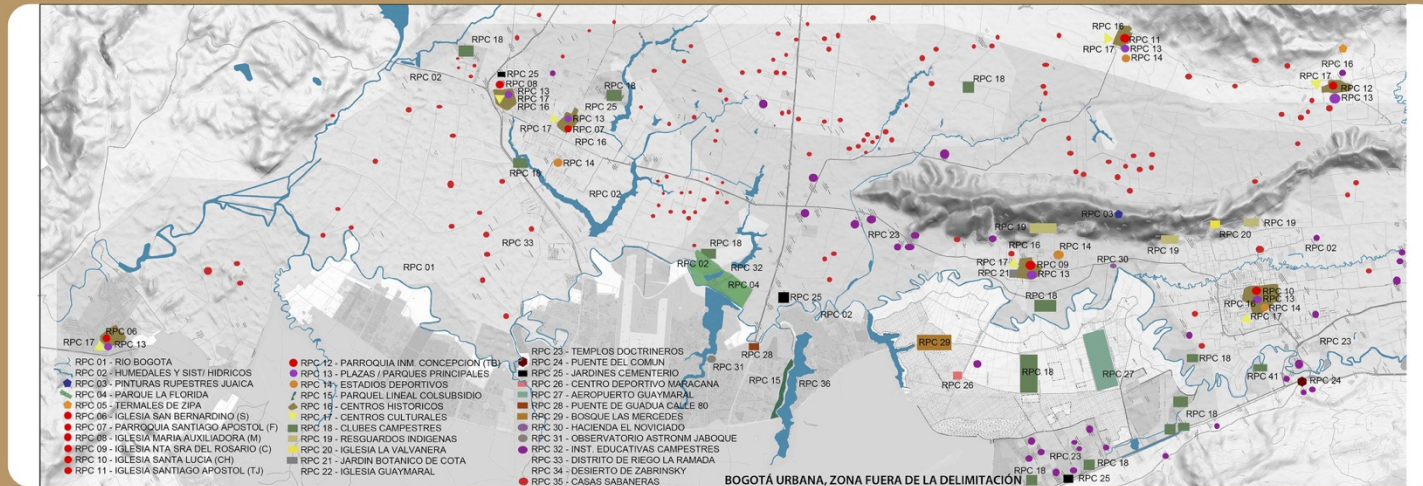 RPC 18
RPC 02
RPC 25
RPC 08
RPC 13
RPC 17
RPC 16
RPC 18
RPC 25
RPC 17
RPC 13
RPC 07
RPC 16
RPC 14
RPC 18
RPC 02
RPC 18
RPC 16
RPC 11
RPC 17
RPC 13
RPC 14
RPC 16
RPC 17
RPC 12
RPC 13
RPC 33
RPC 01
RPC 18
RPC 02
RPC 32
RPC 04
RPC 25
RPC 02
RPC 23
RPC 03
RPC 19
RPC 19
RPC 20
RPC 19
RPC 16
RPC 14
RPC 17
RPC 09
RPC 21
RPC 13
RPC 30
RPC 02
RPC 18
RPC 10
RPC 16
RPC 13
RPC 14
RPC 17
RPC 23
RPC 06
RPC 17
RPC 13
RPC 28
RPC 31
RPC 15
RPC 36
RPC 29
RPC 26
RPC 18
RPC 27
RPC 18
RPC 41
RPC 24
RPC 18
RPC 23
RPC 18
RPC 18
RPC 25
RPC 01 - RIO BOGOTA
RPC 02 - HUMEDALES Y SIST/ HIDRICOS
RPC 03 - PINTURAS RUPESTRES JUAICA
RPC 04 - PARQUE LA FLORIDA
RPC 05 - TERMALES DE ZIPA
RPC 06 - IGLESIA SAN BERNARDINO (S)
RPC 07 - PARROQUIA SANTIAGO APOSTOL (F)
RPC 08 - IGLESIA MARIA AUXILIADORA (M)
RPC 09 - IGLESIA NTA SRA DEL ROSARIO (C)
RPC 10 - IGLESIA SANTA LUCIA (CH)
RPC 11 - IGLESIA SANTIAGO APOSTOL (TJ)
RPC 12 - PARROQUIA INM. CONCEPCION (TB)
RPC 13 - PLAZAS / PARQUES PRINCIPALES
RPC 14 - ESTADIOS DEPORTIVOS
RPC 15 - PARQUEL LINEAL COLSUBSIDIO
RPC 16 - CENTROS HISTORICOS
RPC 17 - CENTROS CULTURALES
RPC 18 - CLUBES CAMPESTRES
RPC 19 - RESGUARDOS INDIGENAS
RPC 20 - IGLESIA LA VALVANERA
RPC 21 - JARDIN BOTANICO DE COTA
RPC 22 - IGLESIA GUAYMARAL
RPC 23 - TEMPLOS DOCTRINEROS
RPC 24 - PUENTE DEL COMUN
RPC 25 - JARDINES CEMENTERIO
RPC 26 - CENTRO DEPORTIVO MARACANA
RPC 27 - AEROPUERTO GUAYMARAL
RPC 28 - PUENTE DE GUADUA CALLE 80
RPC 29 - BOSQUE LAS MERCEDES
RPC 30 - HACIENDA EL NOVICIADO
RPC 31 - OBSERVATORIO ASTRONM JABOQUE
RPC 32 - INST. EDUCATIVAS CAMPESTRES
RPC 33 - DISTRITO DE RIEGO LA RAMADA
RPC 34 - DESIERTO DE ZABRINSKY
RPC 35 - CASAS SABANERAS
BOGOTÁ URBANA, ZONA FUERA DE LA DELIMITACIÓN